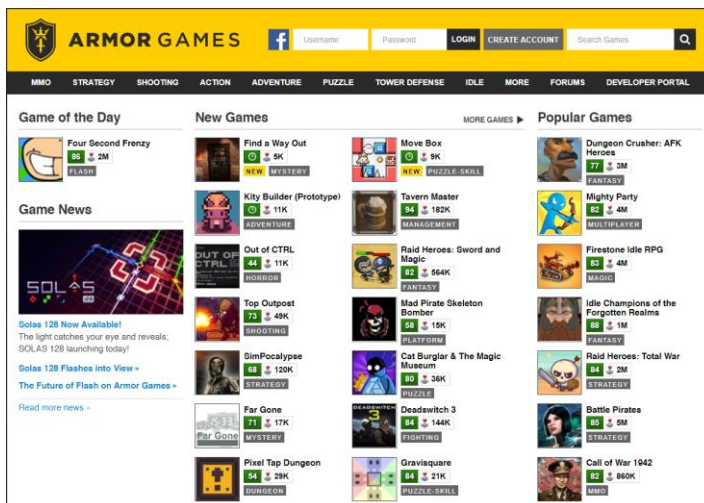 ARMOR GAMES
Username
Password
LOGIN
CREATE ACCOUNT
Search Games
MMO STRATEGY SHOOTING ACTION ADVENTURE PUZZLE TOWER DEFENSE IDLE MORE FORUMS DEVELOPER PORTAL
Game of the Day
Four Second Frenzy
86 2M
FLASH
Game News
SOLAS
128
Solas 128 Now Available!
The light catches your eye and reveals;
SOLAS 128 launching today!
Solas 128 Flashes into View »
The Future of Flash on Armor Games »
Read more news »
New Games
MORE GAMES
Find a Way Out
5K
NEW MYSTERY
Move Box
9K
NEW PUZZLE-SKILL
Kity Builder (Prototype)
11K
ADVENTURE
Tavern Master
94 182K
MANAGEMENT
OUT OF
CTRL
Out of CTRL
44 11K
HORROR
Raid Heroes: Sword and
Magic
82 564K
FANTASY
Top Outpost
73 49K
SHOOTING
Mad Pirate Skeleton
Bomber
58 15K
PLATFORM
SimPocalypse
68 120K
STRATEGY
Cat Burglar & The Magic
Museum
80 36K
PUZZLE
Far Gone
Far Gone
71 17K
MYSTERY
DEADSWITCH
3
Deadswitch 3
84 144K
FIGHTING
Pixel Tap Dungeon
54 29K
DUNGEON
Gravisquare
84 21K
PUZZLE-SKILL
Popular Games
Dungeon Crusher: AFK
Heroes
77 3M
FANTASY
Mighty Party
82 4M
MULTIPLAYER
Firestone Idle RPG
83 4M
MAGIC
Idle Champions of the
Forgotten Realms
88 1M
FANTASY
Raid Heroes: Total War
84 2M
STRATEGY
Battle Pirates
85 5M
STRATEGY
Call of War 1942
82 860K
MMO